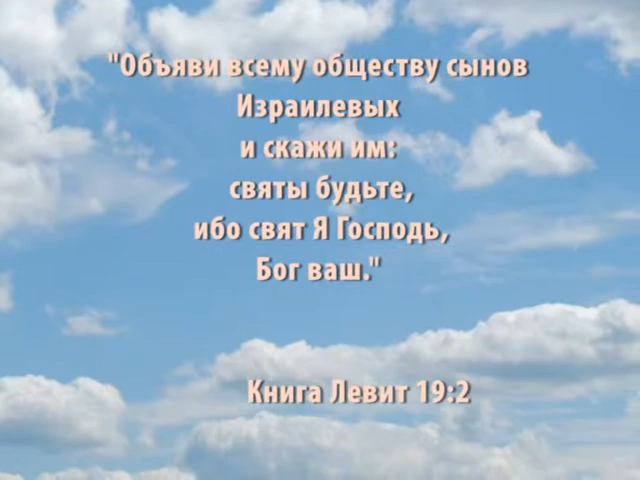 "Объяви всему обществу сынов
Израилевых
и скажи им:
святы будьте,
ибо свят Я Господь,
Бог ваш."
Книга Левит 19:2